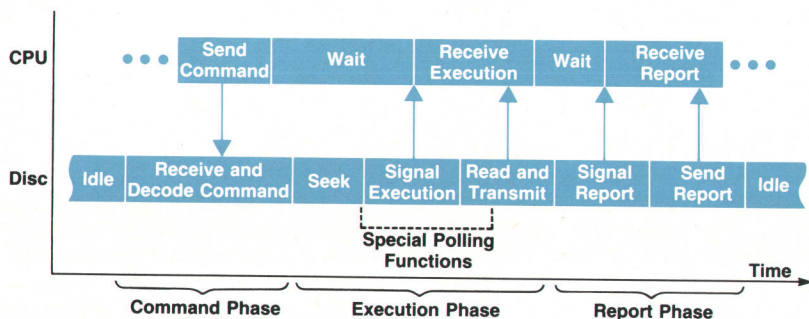 CPU
Send
Command
Wait
Receive
Execution
Wait
Receive
Report
Disc
Idle
Receive and
Decode Command
Seek
Signal
Execution
Read and
Transmit
Signal
Report
Send
Report
Idle
Special Polling
Functions
Time
Command Phase
Execution Phase
Report Phase